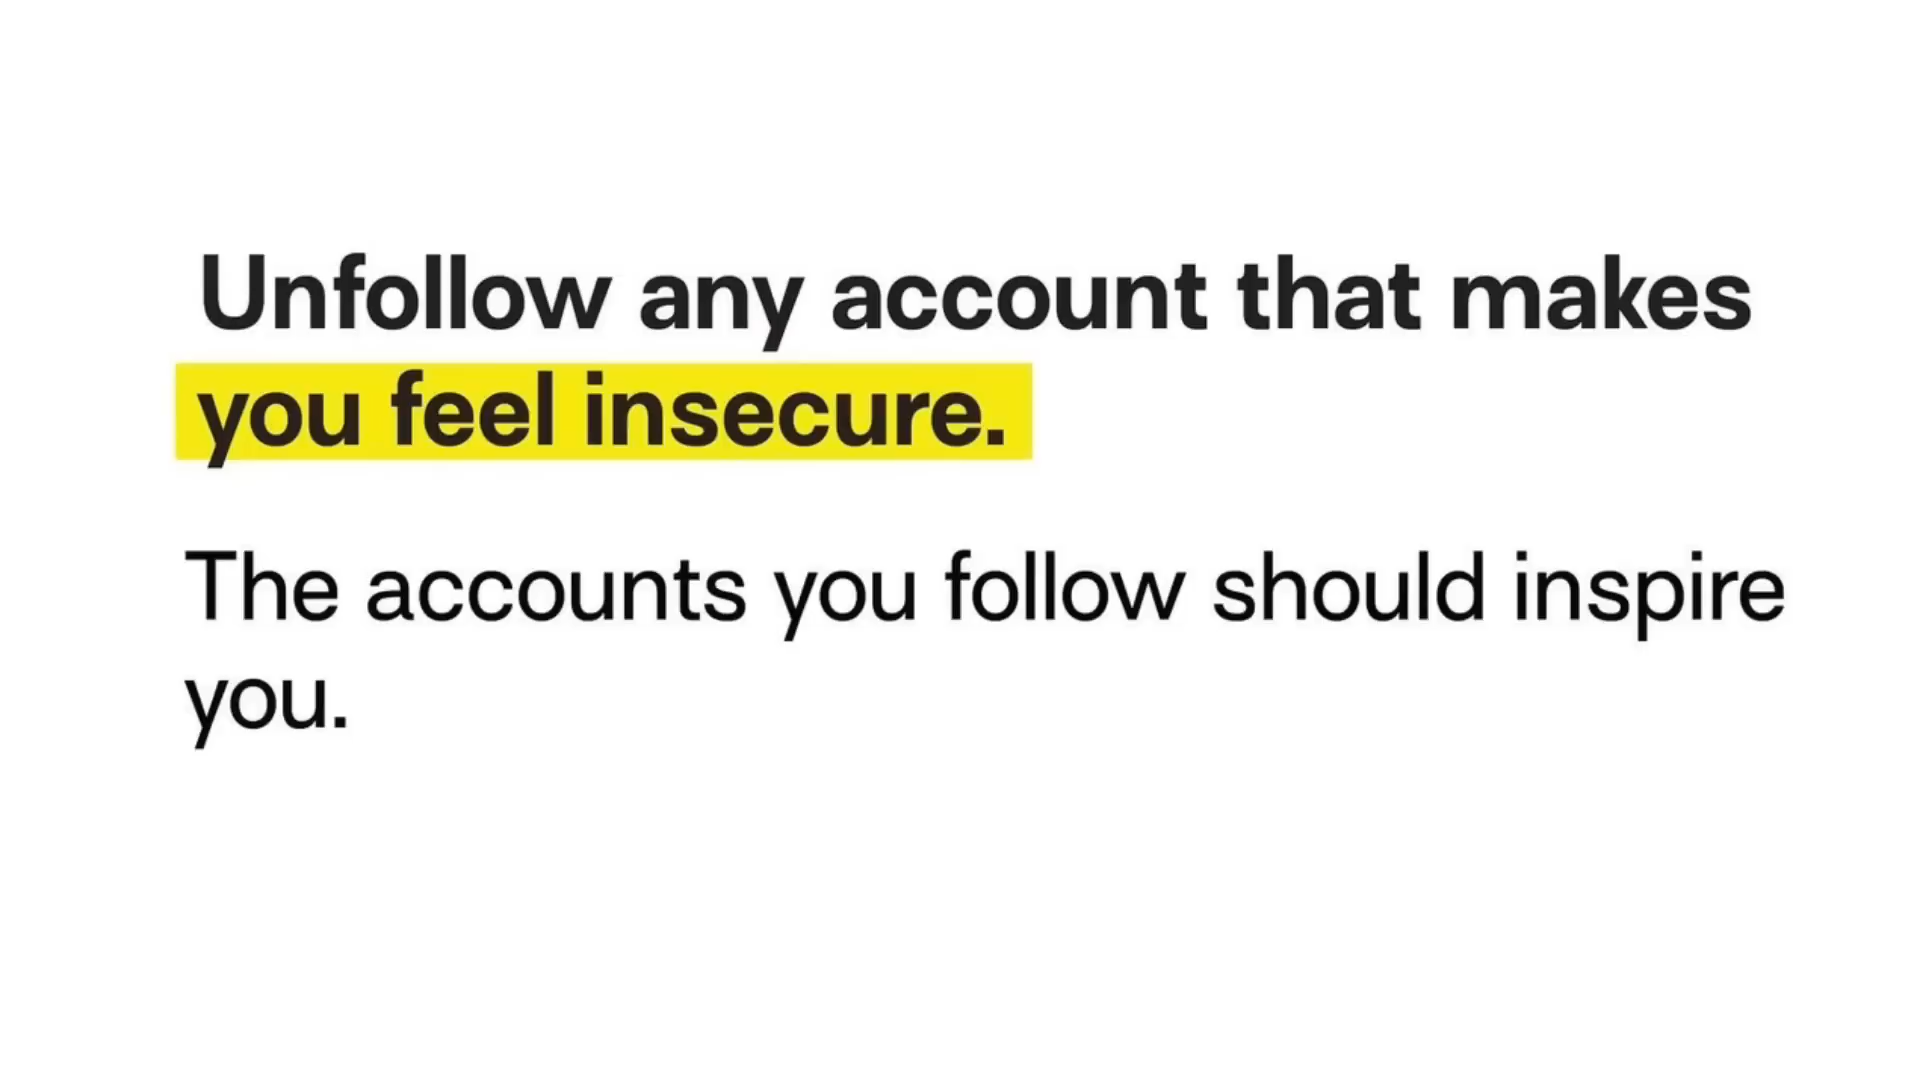 Unfollow any account that makes
you feel insecure.
The accounts you follow should inspire
you.